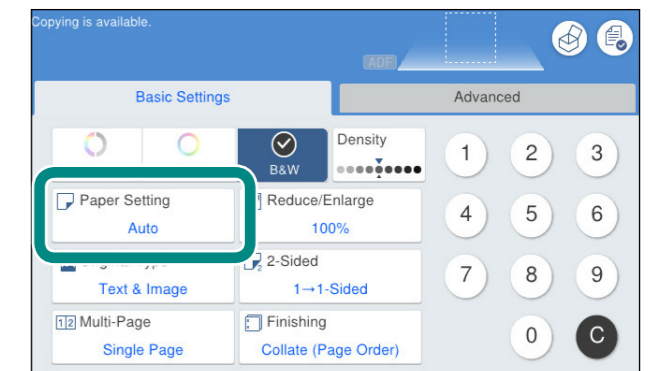 Copying is available.
ADF
Basic Settings
Advanced
B&W
Density
1
2
3
Paper Setting
Auto
Reduce/Enlarge
100%
4
5
6
Text & Image
2-Sided
1→1-Sided
7
8
9
1 2 Multi-Page
Single Page
Finishing
Collate (Page Order)
0
C